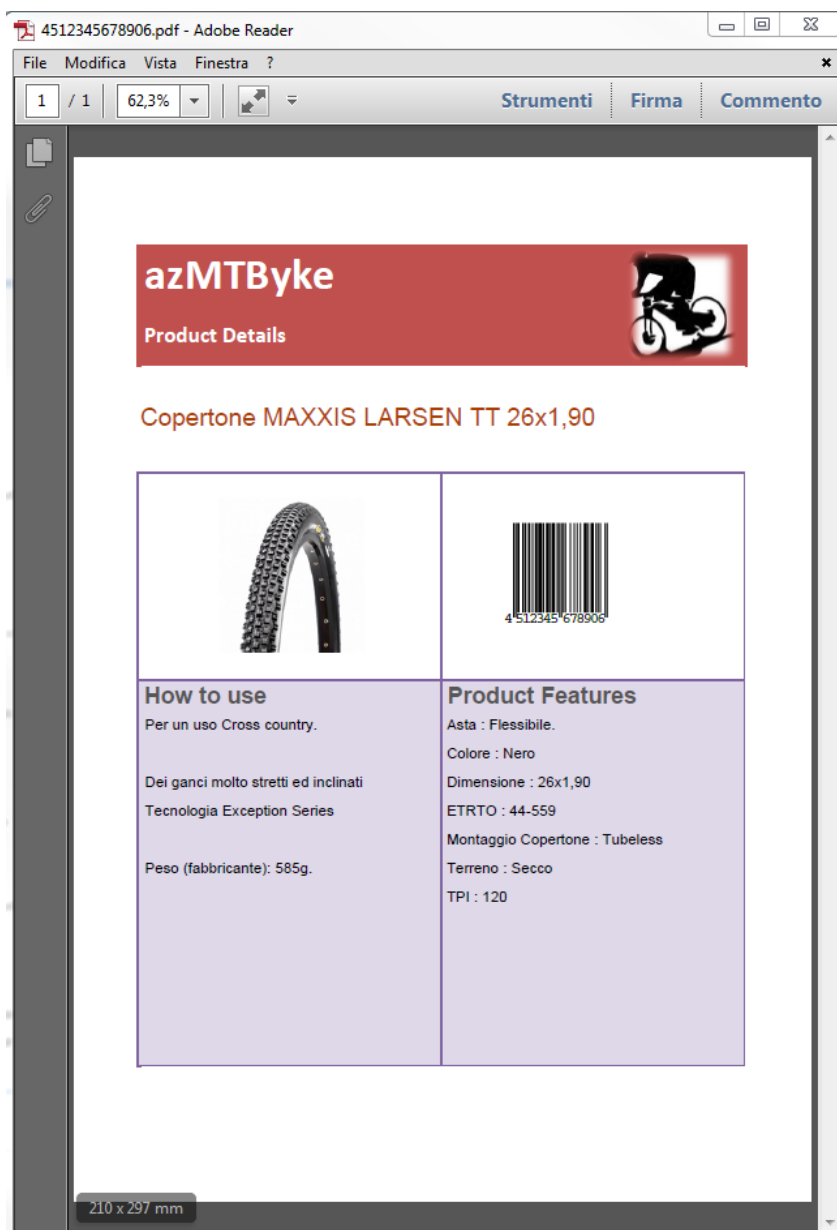 4512345678906.pdf - Adobe Reader
File Modifica Vista Finestra ?
1 / 1 62,3% Strumenti Firma Commento
azMTByke
Product Details
Copertone MAXXIS LARSEN TT 26x1,90
4 512345 678906
How to use
Per un uso Cross country.
Dei ganci molto stretti ed inclinati
Tecnologia Exception Series
Peso (fabbricante): 585g.
Product Features
Asta : Flessibile.
Colore : Nero
Dimensione : 26x1,90
ETRTO : 44-559
Montaggio Copertone : Tubeless
Terreno : Secco
TPI : 120
210 x 297 mm